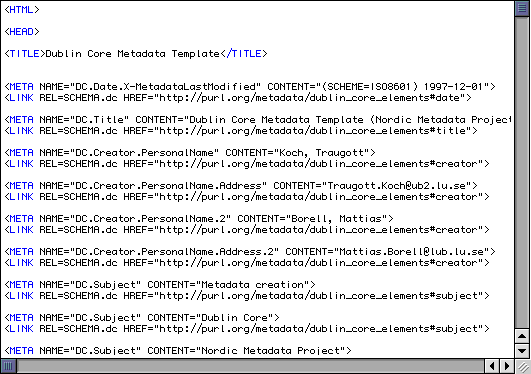 <HTML>
<HEAD>
<TITLE>Dublin Core Metadata Template</TITLE>
<META NAME="DC.Date.X-MetadataLastModified" CONTENT="(SCHEME=ISO8601) 1997-12-01">
<LINK REL=SCHEMA.dc HREF="http://purl.org/metadata/dublin_core_elements#date">
<META NAME="DC.Title" CONTENT="Dublin Core Metadata Template (Nordic Metadata Project
<LINK REL=SCHEMA.dc HREF="http://purl.org/metadata/dublin_core_elements#title">
<META NAME="DC.Creator.PersonalName" CONTENT="Koch, Traugott">
<LINK REL=SCHEMA.dc HREF="http://purl.org/metadata/dublin_core_elements#creator">
<META NAME="DC.Creator.PersonalName.Address" CONTENT="Traugott.Koch@ub2.lu.se">
<LINK REL=SCHEMA.dc HREF="http://purl.org/metadata/dublin_core_elements#creator">
<META NAME="DC.Creator.PersonalName.2" CONTENT="Borell, Mattias">
<LINK REL=SCHEMA.dc HREF="http://purl.org/metadata/dublin_core_elements#creator">
<META NAME="DC.Creator.PersonalName.Address.2" CONTENT="Mattias.Borell@lub.lu.se">
<LINK REL=SCHEMA.dc HREF="http://purl.org/metadata/dublin_core_elements#creator">
<META NAME="DC.Subject" CONTENT="Metadata creation">
<LINK REL=SCHEMA.dc HREF="http://purl.org/metadata/dublin_core_elements#subject">
<META NAME="DC.Subject" CONTENT="Dublin Core">
<LINK REL=SCHEMA.dc HREF="http://purl.org/metadata/dublin_core_elements#subject">
<META NAME="DC.Subject" CONTENT="Nordic Metadata Project">